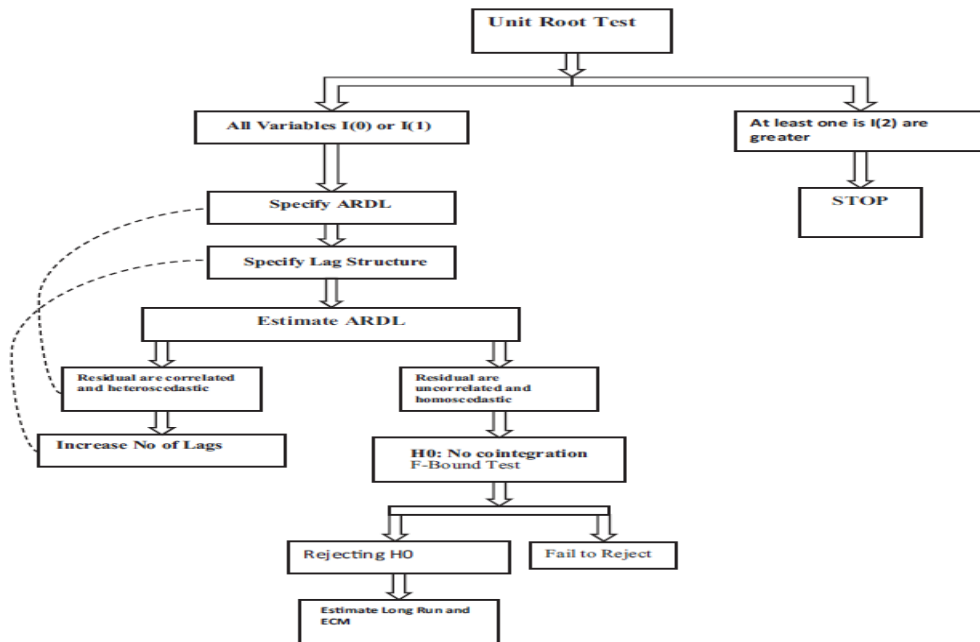 Unit Root Test
All Variables I(0) or I(1)
At least one is I(2) are
greater
STOP
Specify ARDL
Specify Lag Structure
Estimate ARDL
Residual are correlated
and heteroscedastic
Residual are
uncorrelated and
homoscedastic
Increase No of Lags
H0: No cointegration
F-Bound Test
Rejecting H0
Fail to Reject
Estimate Long Run and
ECM